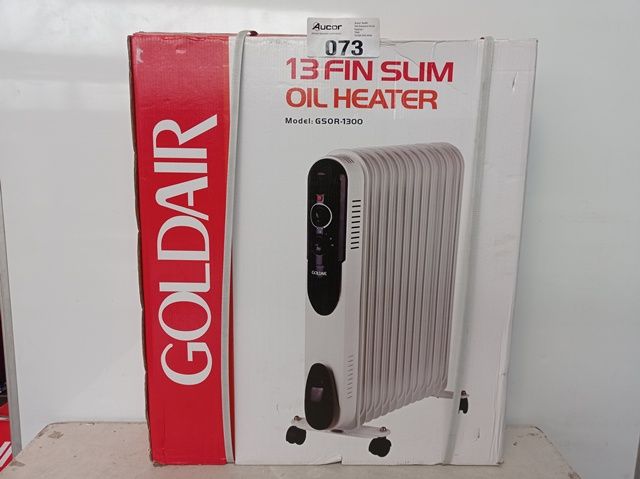 Aucor
073
13 FIN SLIM
OIL HEATER
Model: GSOR-1300
GOLDAIR
GOLDAIR